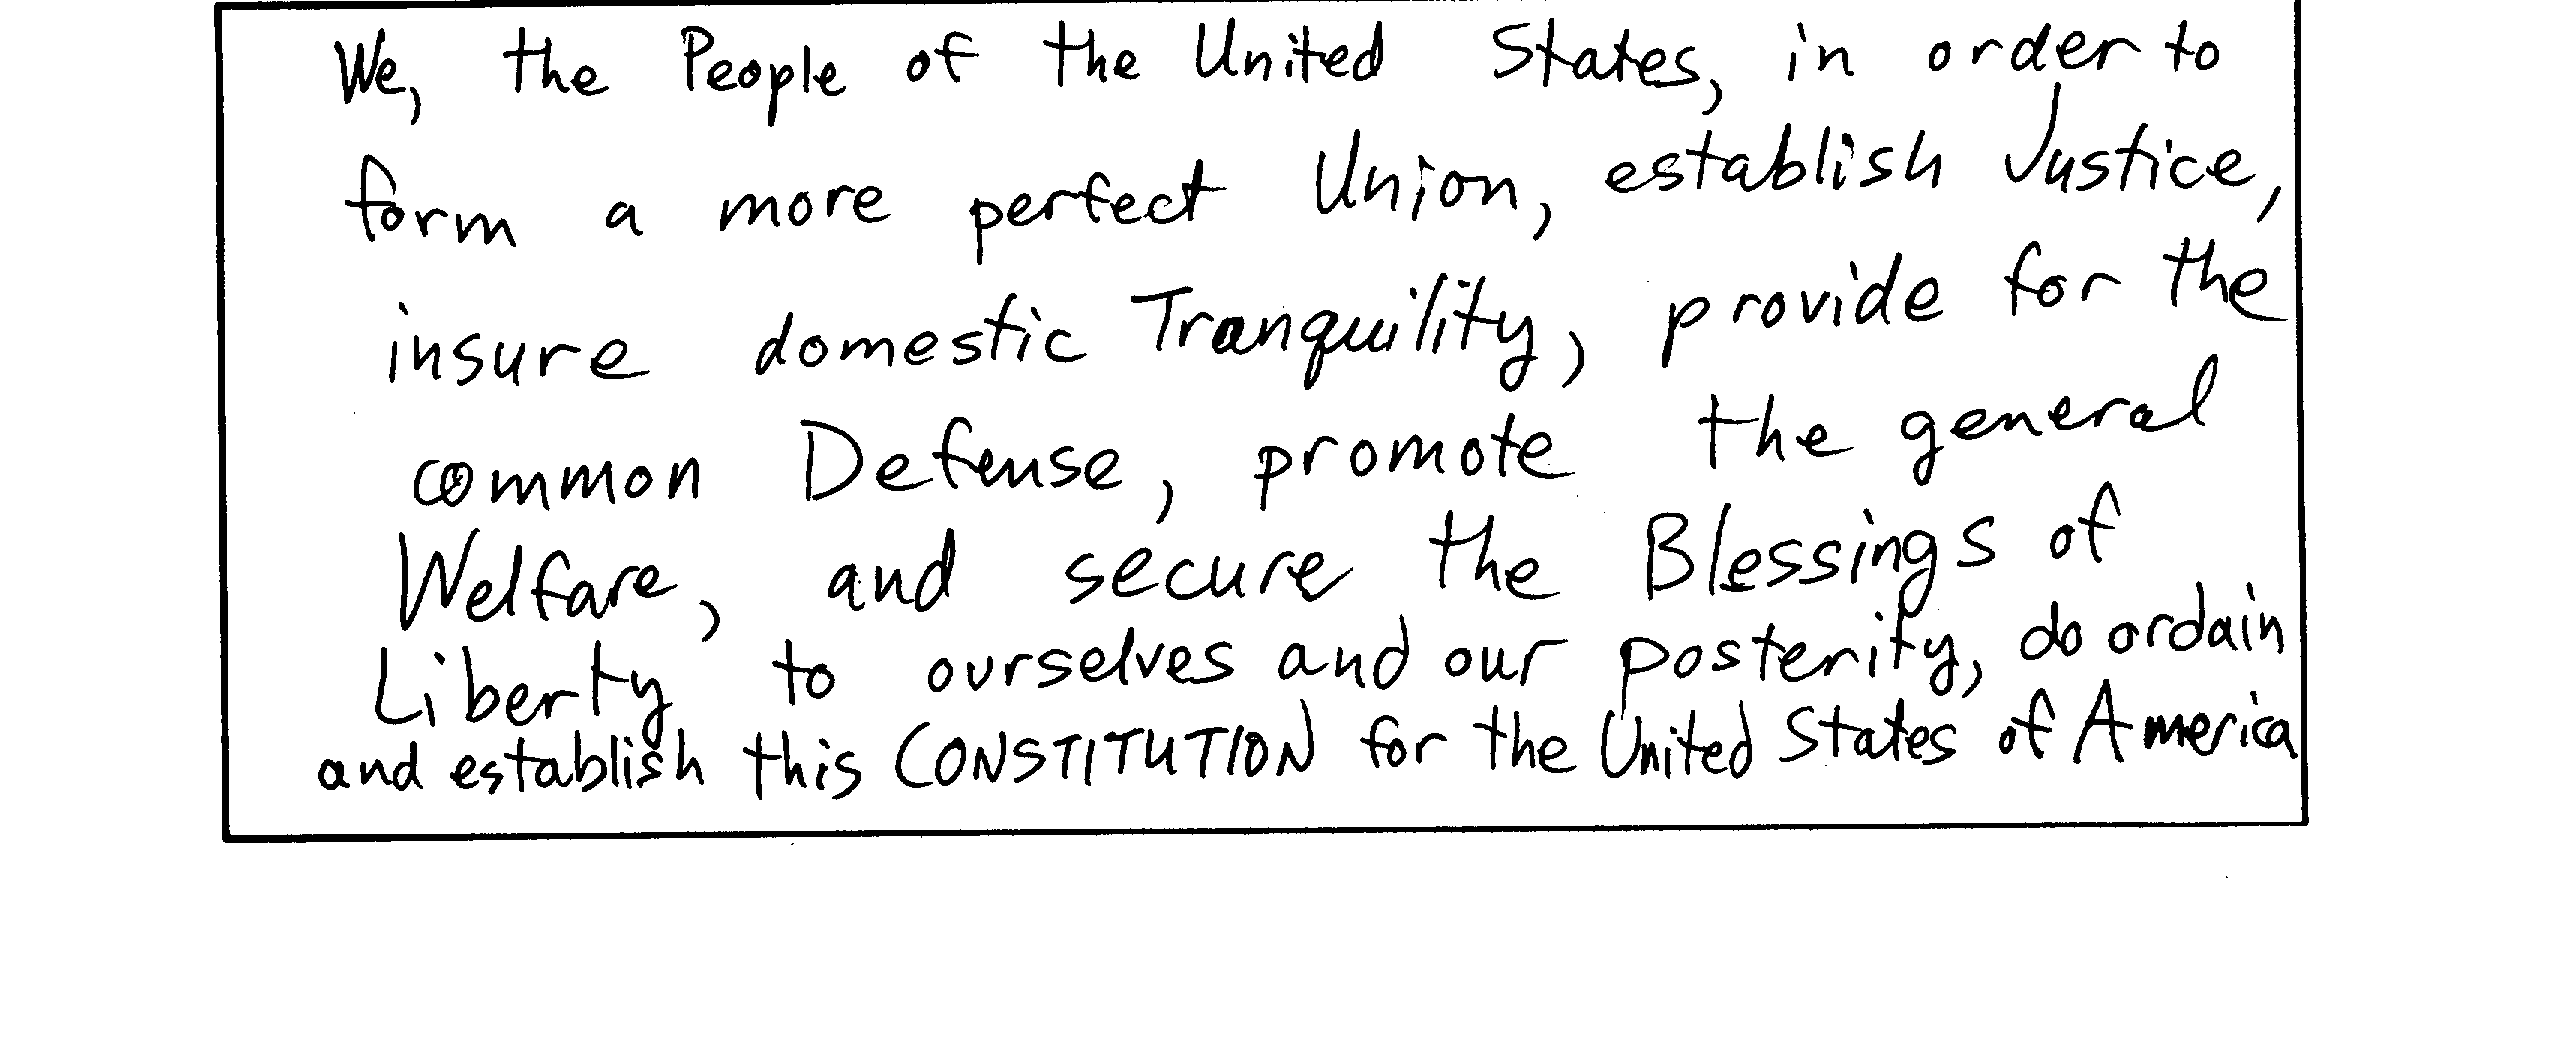 We, the People of the United States, in order to
form a more perfect Union, establish Justice,
insure domestic Tranquility, provide for the
common Defense, promote the general
Welfare, and secure the Blessings of
Liberty to ourselves and our posterity, do ordain
and establish this CONSTITUTION for the United States of America